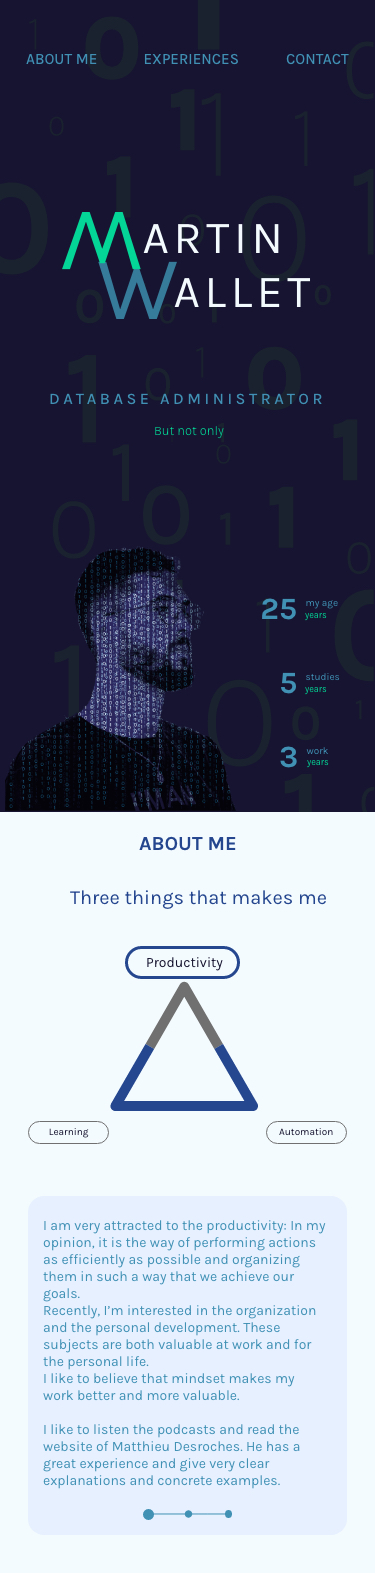 ABOUT ME EXPERIENCES CONTACT
MARTIN
WALLET
DATABASE ADMINISTRATOR
But not only
25 my age
years
5 studies
years
3 work
years
ABOUT ME
Three things that makes me
Productivity
Learning Automation
I am very attracted to the productivity: In my
opinion, it is the way of performing actions
as efficiently as possible and organizing
them in such a way that we achieve our
goals.
Recently, I'm interested in the organization
and the personal development. These
subjects are both valuable at work and for
the personal life.
I like to believe that mindset makes my
work better and more valuable.
I like to listen the podcasts and read the
website of Matthieu Desroches. He has a
great experience and give very clear
explanations and concrete examples.